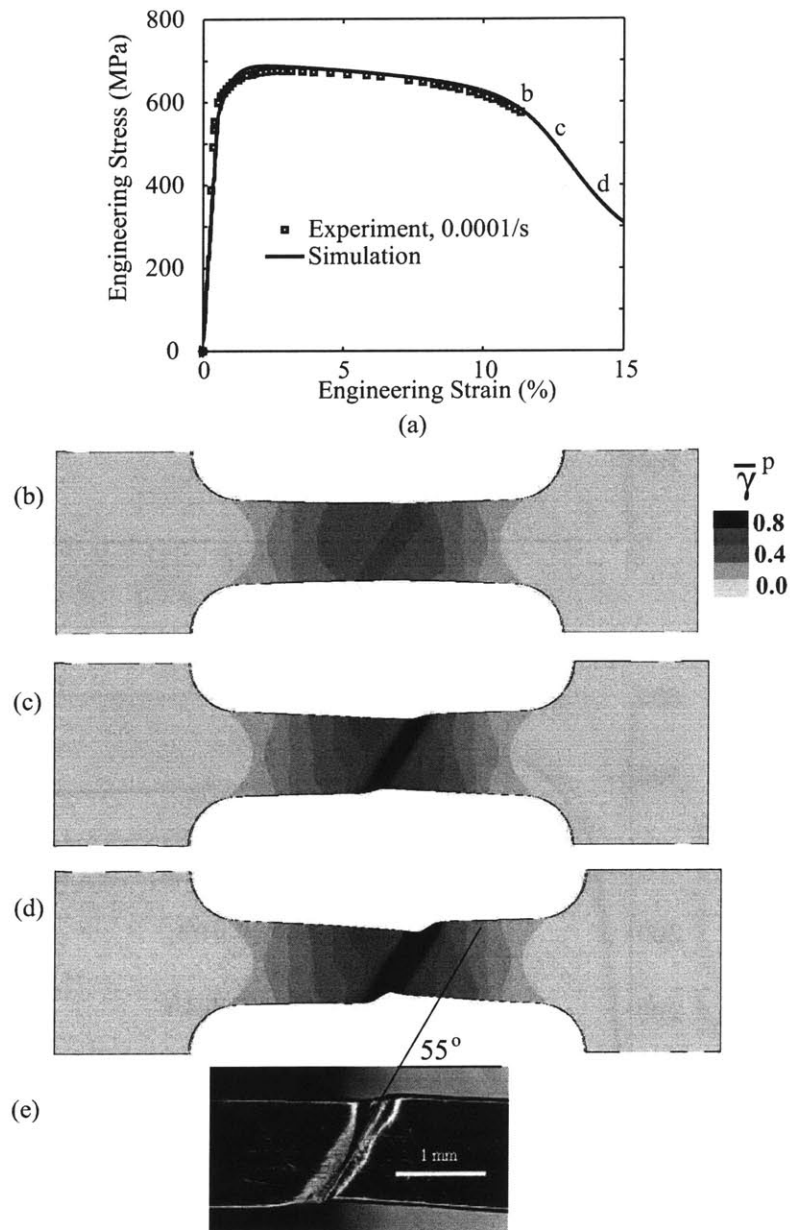 800
600
400
200
0
Engineering Stress (MPa)
b
c
d
Experiment, 0.0001/s
Simulation
0 5 10 15
Engineering Strain (%)
(a)
(b)
γ̅ p
0.8
0.4
0.0
(c)
(d)
55°
(e)
1 mm